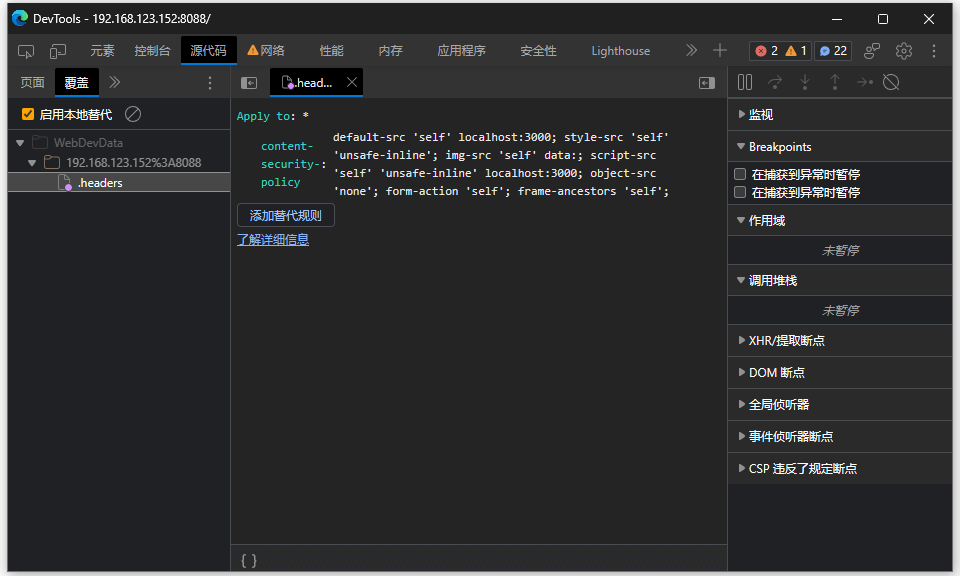 DevTools - 192.168.123.152:8088/
元素 控制台 源代码 网络 性能 内存 应用程序 安全性 Lighthouse 2 1 22
页面 覆盖 .head...
启用本地替代
WebDevData
192.168.123.152%3A8088
.headers
Apply to: *
content-security-policy: default-src 'self' localhost:3000; style-src 'self'
'unsafe-inline'; img-src 'self' data:; script-src
'self' 'unsafe-inline' localhost:3000; object-src
'none'; form-action 'self'; frame-ancestors 'self';
添加替代规则
了解详细信息
{ }
监视
Breakpoints
在捕获到异常时暂停
在捕获到异常时暂停
作用域
未暂停
调用堆栈
未暂停
XHR/提取断点
DOM 断点
全局侦听器
事件侦听器断点
CSP 违反了规定断点